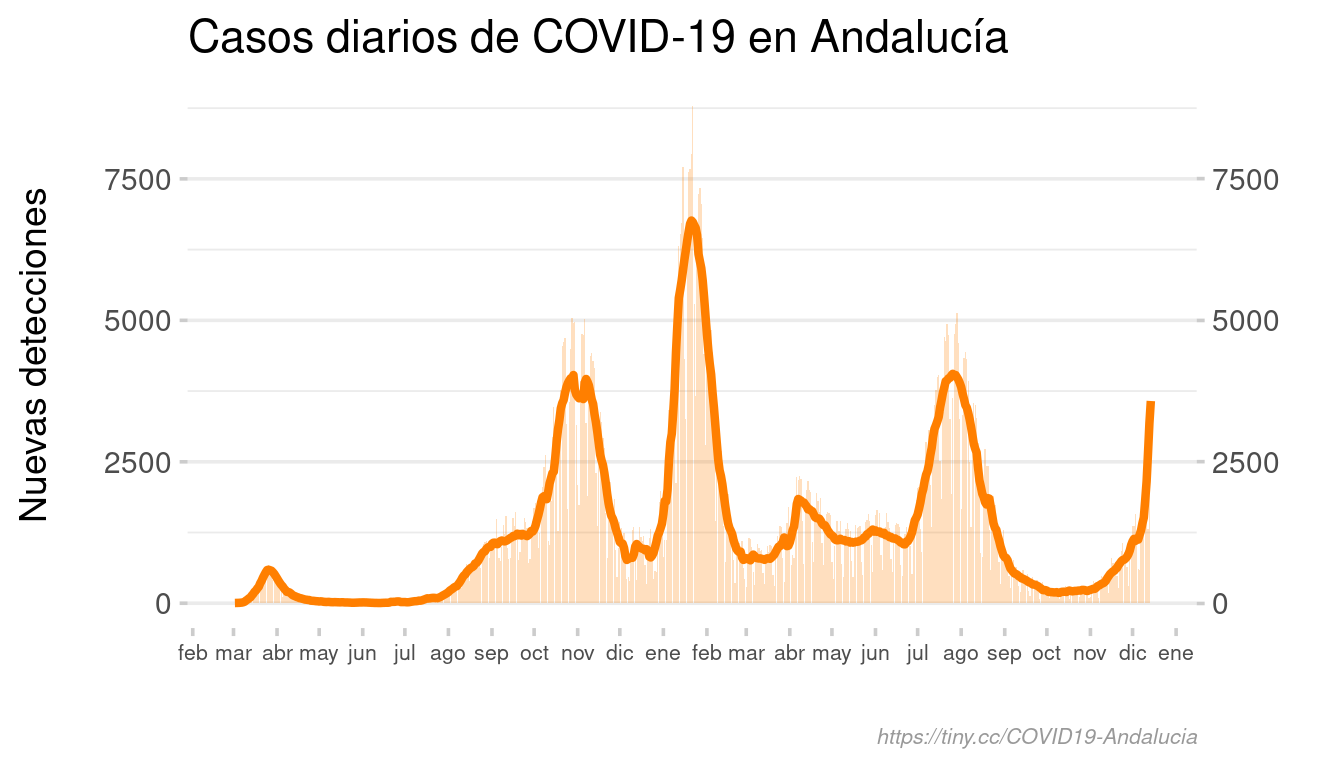 Casos diarios de COVID-19 en Andalucía
Nuevas detecciones
7500 7500
5000 5000
2500 2500
0 0
feb mar abr may jun jul ago sep oct nov dic ene feb mar abr may jun jul ago sep oct nov dic ene
https://tiny.cc/COVID19-Andalucia